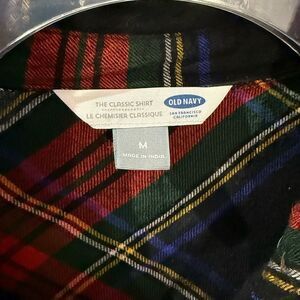 THE CLASSIC SHIRT
LE CHEMISIER CLASSIQUE
OLD NAVY
SAN FRANCISCO
CALIFORNIA
M
MADE IN INDIA